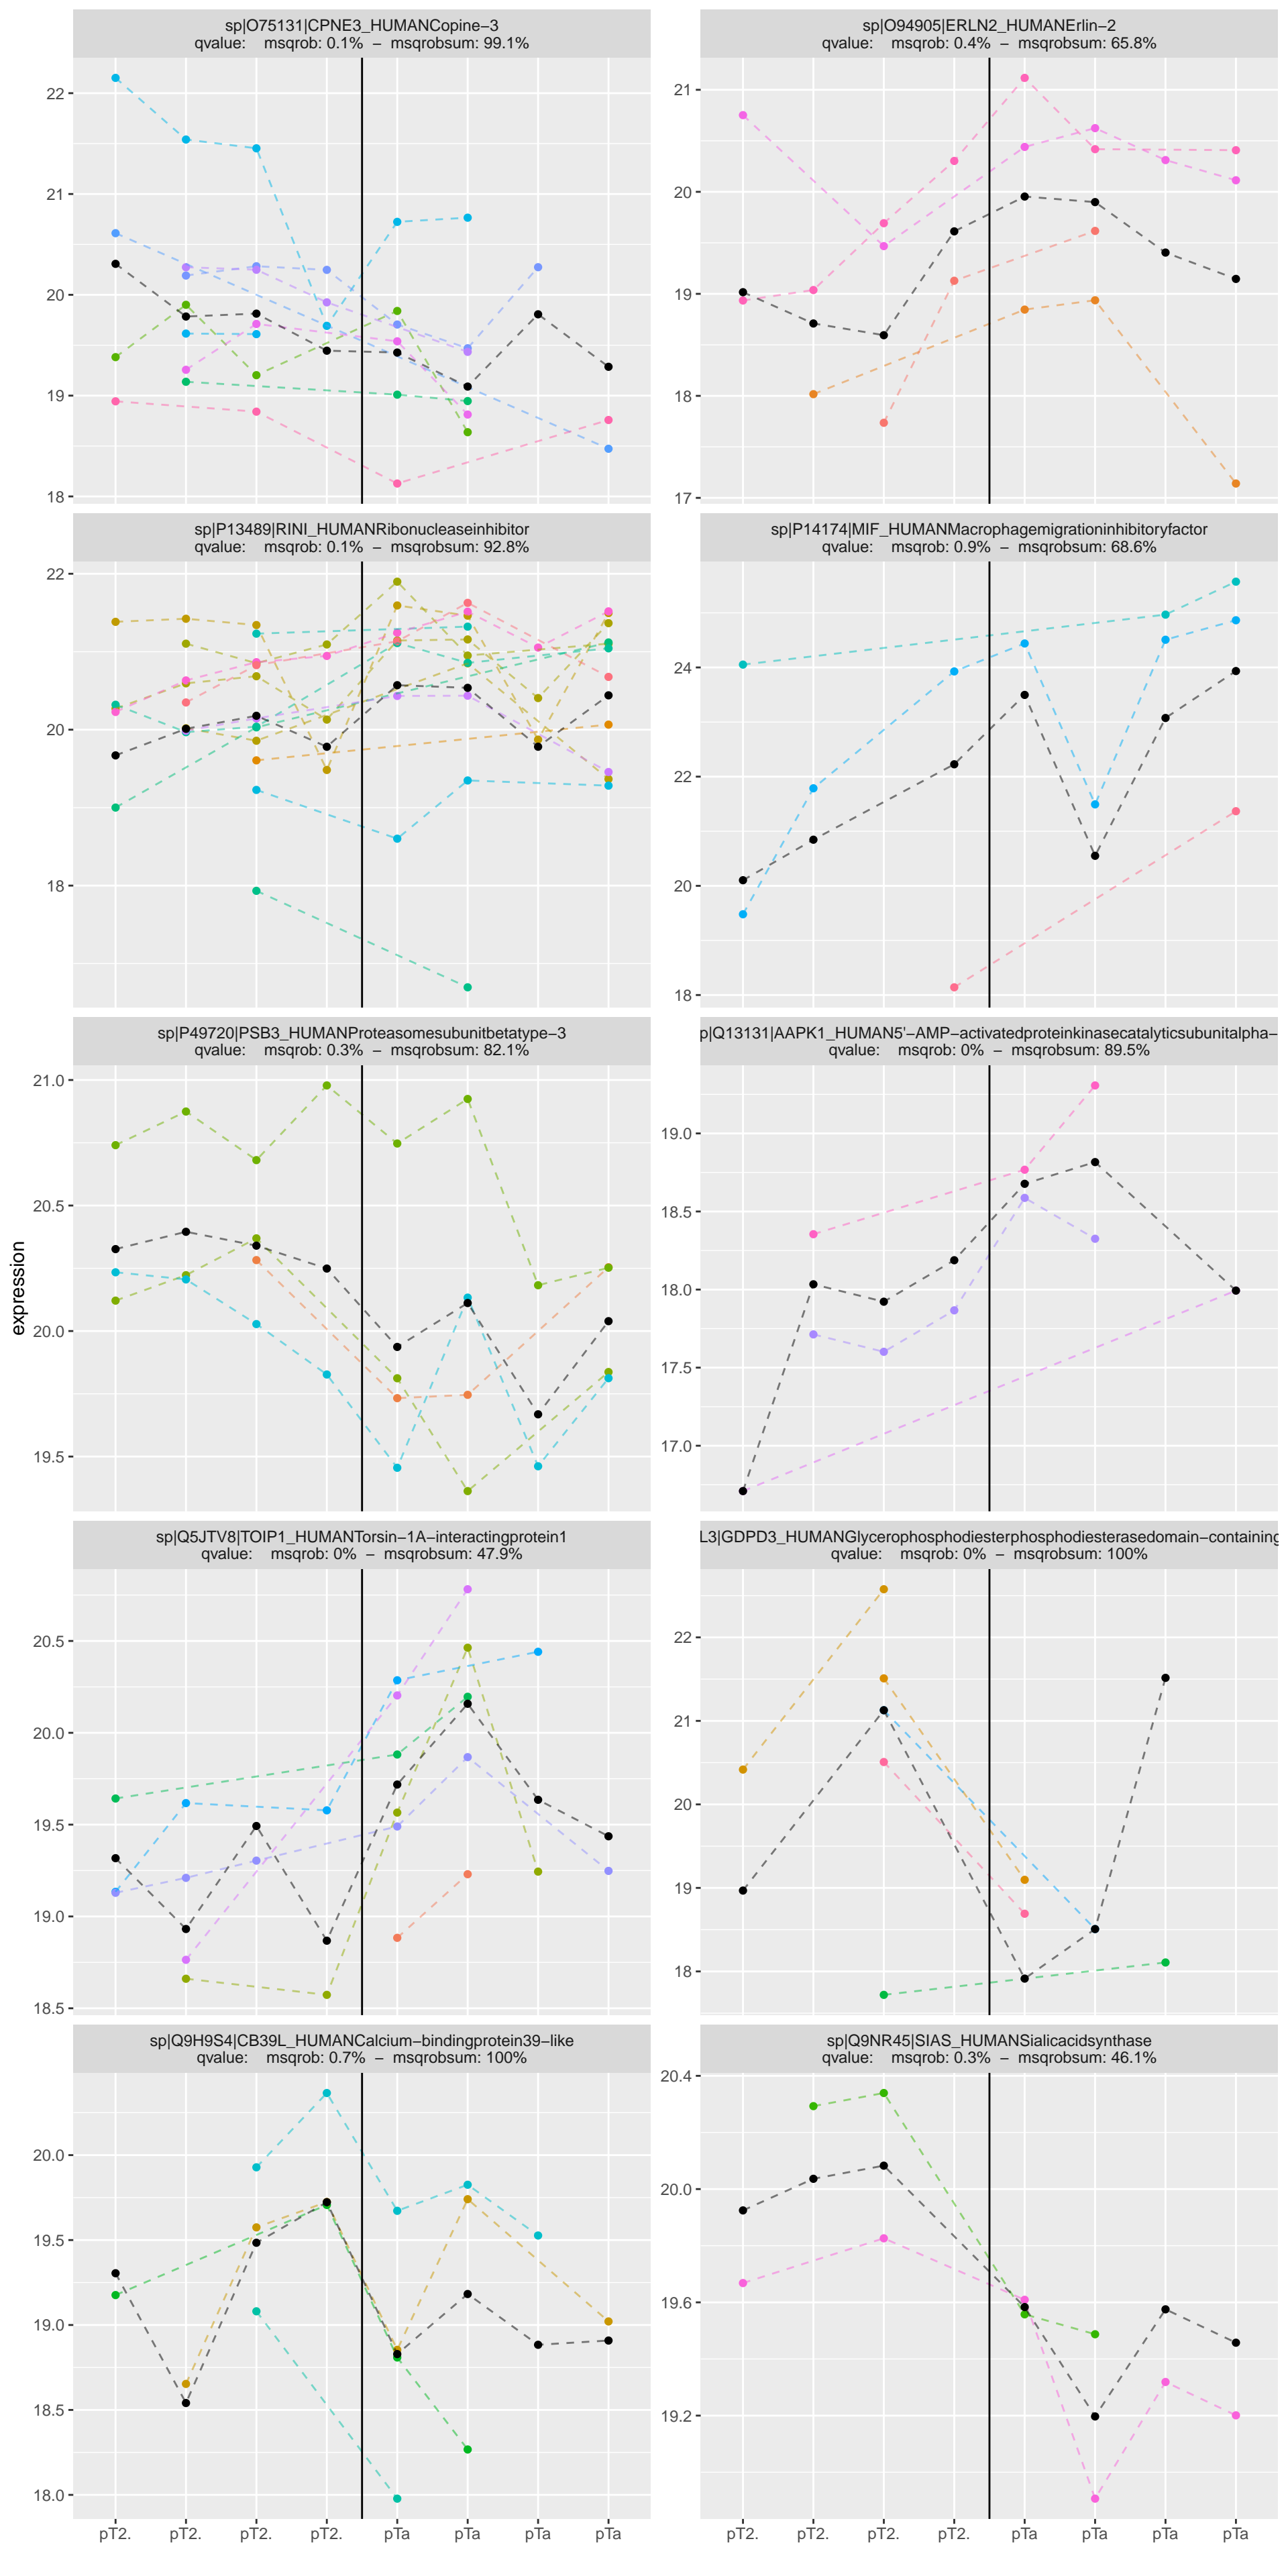 sp|O75131|CPNE3_HUMANCopine−3
qvalue: msqrob: 0.1% − msqrobsum: 99.1%
22
21
20
19
18
sp|O94905|ERLN2_HUMANErlin−2
qvalue: msqrob: 0.4% − msqrobsum: 65.8%
21
20
19
18
17
sp|P13489|RINI_HUMANRibonucleaseinhibitor
qvalue: msqrob: 0.1% − msqrobsum: 92.8%
22
20
18
sp|P14174|MIF_HUMANMacrophagemigrationinhibitoryfactor
qvalue: msqrob: 0.9% − msqrobsum: 68.6%
24
22
20
18
sp|P49720|PSB3_HUMANProteasomesubunitbetatype−3
qvalue: msqrob: 0.3% − msqrobsum: 82.1%
21.0
20.5
20.0
19.5
p|Q13131|AAPK1_HUMAN5'−AMP−activatedproteinkinasecatalyticsubunitalpha−
qvalue: msqrob: 0% − msqrobsum: 89.5%
19.0
18.5
18.0
17.5
17.0
expression
sp|Q5JTV8|TOIP1_HUMANTorsin−1A−interactingprotein1
qvalue: msqrob: 0% − msqrobsum: 47.9%
20.5
20.0
19.5
19.0
18.5
L3|GDPD3_HUMANGlycerophosphodiesterphosphodiesterasedomain−containing
qvalue: msqrob: 0% − msqrobsum: 100%
22
21
20
19
18
sp|Q9H9S4|CB39L_HUMANCalcium−bindingprotein39−like
qvalue: msqrob: 0.7% − msqrobsum: 100%
20.0
19.5
19.0
18.5
18.0
pT2. pT2. pT2. pT2. pTa pTa pTa pTa
sp|Q9NR45|SIAS_HUMANSialicacidsynthase
qvalue: msqrob: 0.3% − msqrobsum: 46.1%
20.4
20.0
19.6
19.2
pT2. pT2. pT2. pT2. pTa pTa pTa pTa